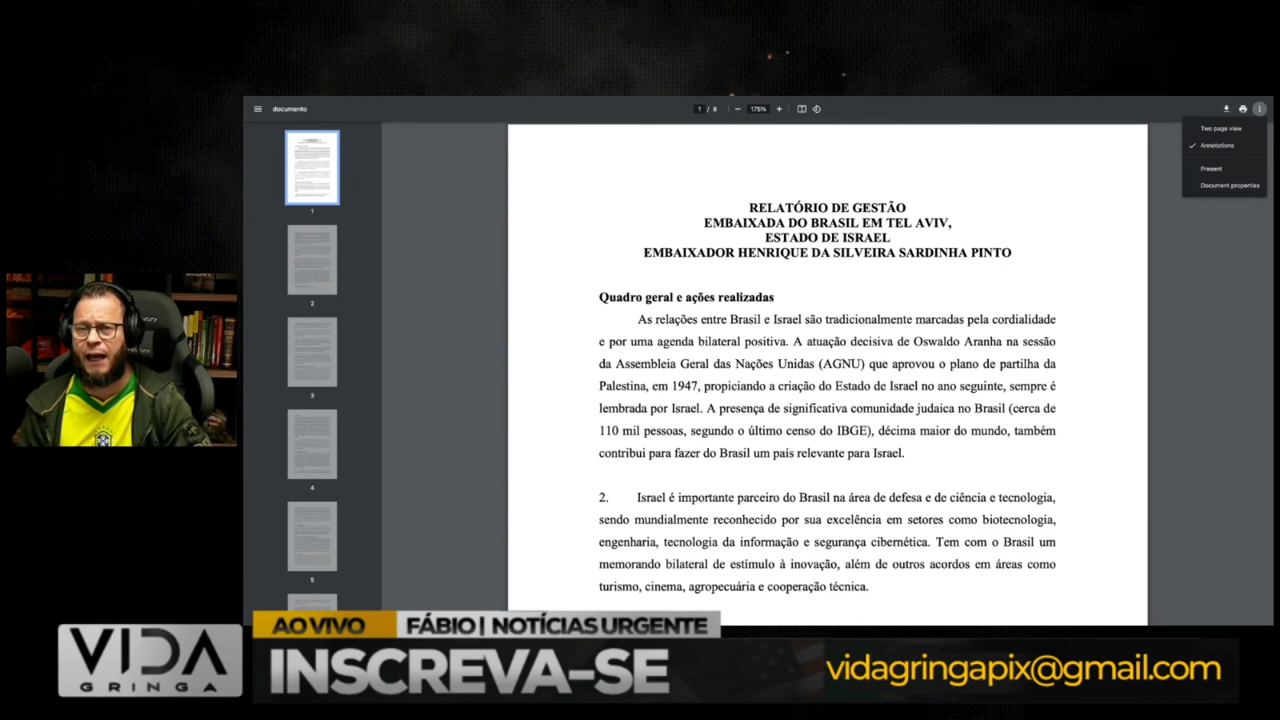 documento
1 / 8
175%
Two page view
Annotations
Present
Document properties
RELATÓRIO DE GESTÃO
EMBAIXADA DO BRASIL EM TEL AVIV,
ESTADO DE ISRAEL
EMBAIXADOR HENRIQUE DA SILVEIRA SARDINHA PINTO
Quadro geral e ações realizadas
As relações entre Brasil e Israel são tradicionalmente marcadas pela cordialidade
e por uma agenda bilateral positiva. A atuação decisiva de Oswaldo Aranha na sessão
da Assembleia Geral das Nações Unidas (AGNU) que aprovou o plano de partilha da
Palestina, em 1947, propiciando a criação do Estado de Israel no ano seguinte, sempre é
lembrada por Israel. A presença de significativa comunidade judaica no Brasil (cerca de
110 mil pessoas, segundo o último censo do IBGE), décima maior do mundo, também
contribui para fazer do Brasil um país relevante para Israel.
2. Israel é importante parceiro do Brasil na área de defesa e de ciência e tecnologia,
sendo mundialmente reconhecido por sua excelência em setores como biotecnologia,
engenharia, tecnologia da informação e segurança cibernética. Tem com o Brasil um
memorando bilateral de estímulo à inovação, além de outros acordos em áreas como
turismo, cinema, agropecuária e cooperação técnica.
1
2
3
4
5
AO VIVO
FÁBIO | NOTÍCIAS URGENTE
VIDA
GRINGA
INSCREVA-SE
vidagringapix@gmail.com